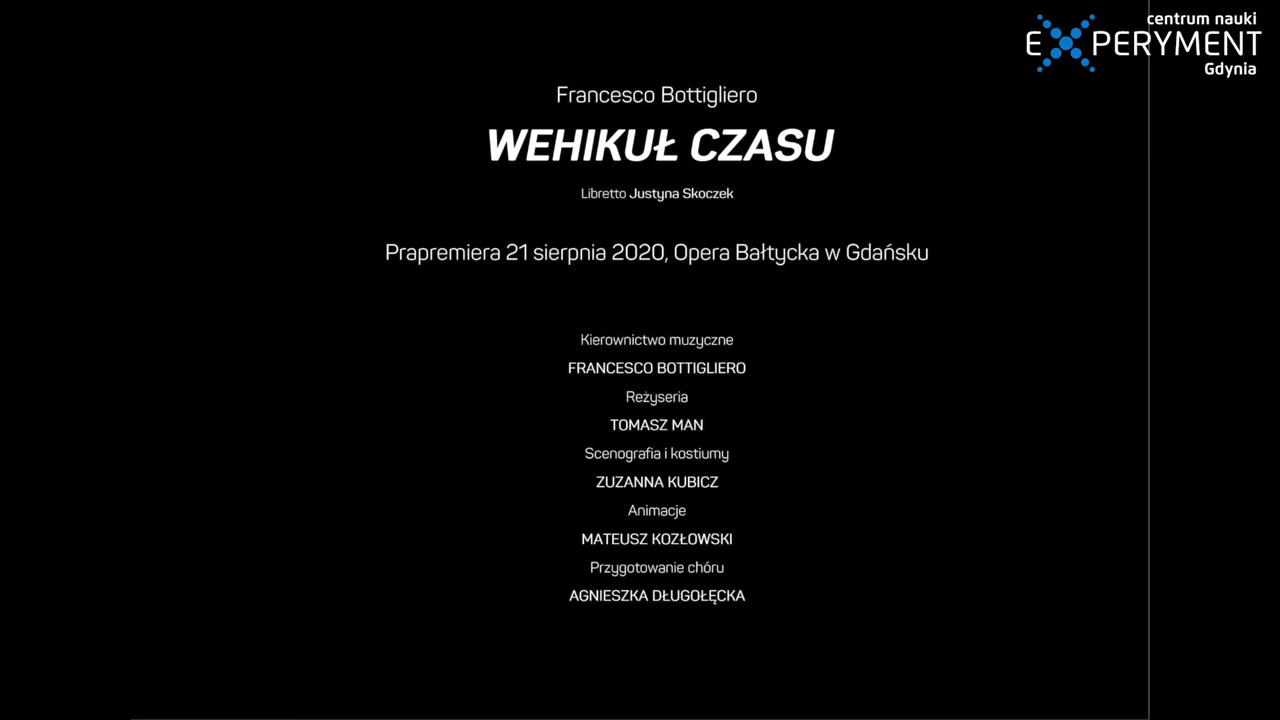 centrum nauki
EXPERYMENT
Gdynia
Francesco Bottigliero
WEHIKUŁ CZASU
Libretto Justyna Skoczek
Prapremiera 21 sierpnia 2020, Opera Bałtycka w Gdańsku
Kierownictwo muzyczne
FRANCESCO BOTTIGLIERO
Reżyseria
TOMASZ MAN
Scenografia i kostiumy
ZUZANNA KUBICZ
Animacje
MATEUSZ KOZŁOWSKI
Przygotowanie chóru
AGNIESZKA DŁUGOŁĘCKA